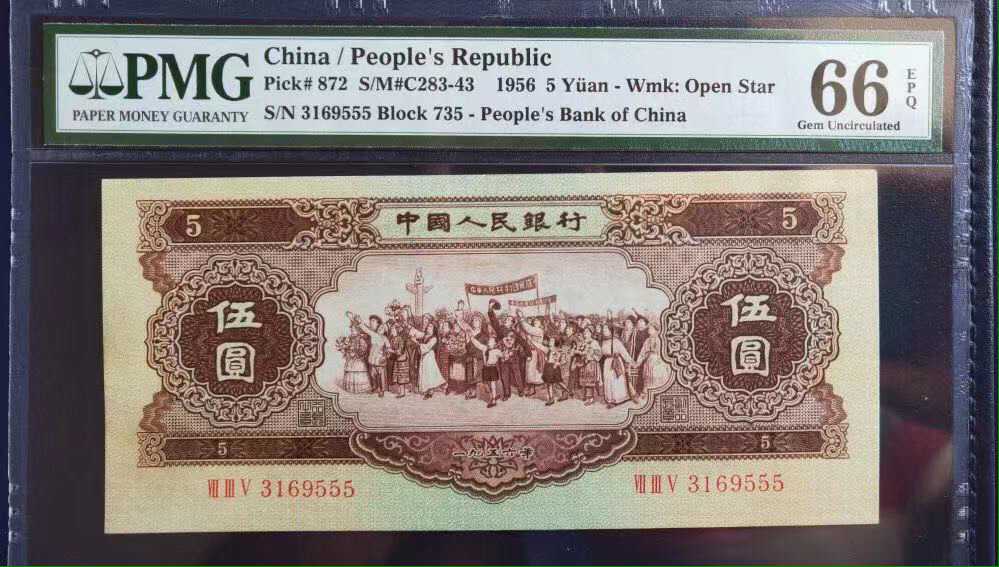 PMG
PAPER MONEY GUARANTY
China / People's Republic
Pick# 872 S/M#C283-43 1956 5 Yüan - Wmk: Open Star
S/N 3169555 Block 735 - People's Bank of China
66 EPQ
Gem Uncirculated
5 中國人民銀行 5
伍圓 伍圓
5 一九五六年 5
VII III V 3169555 VII III V 3169555